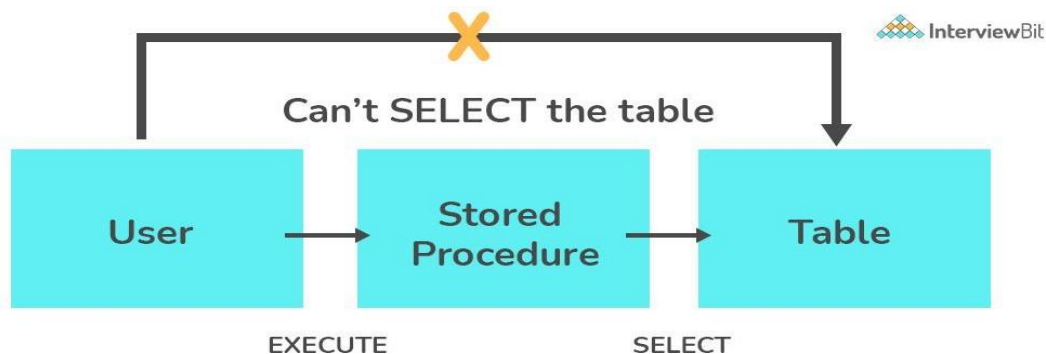 InterviewBit
Can't SELECT the table
User
Stored
Procedure
Table
EXECUTE
SELECT